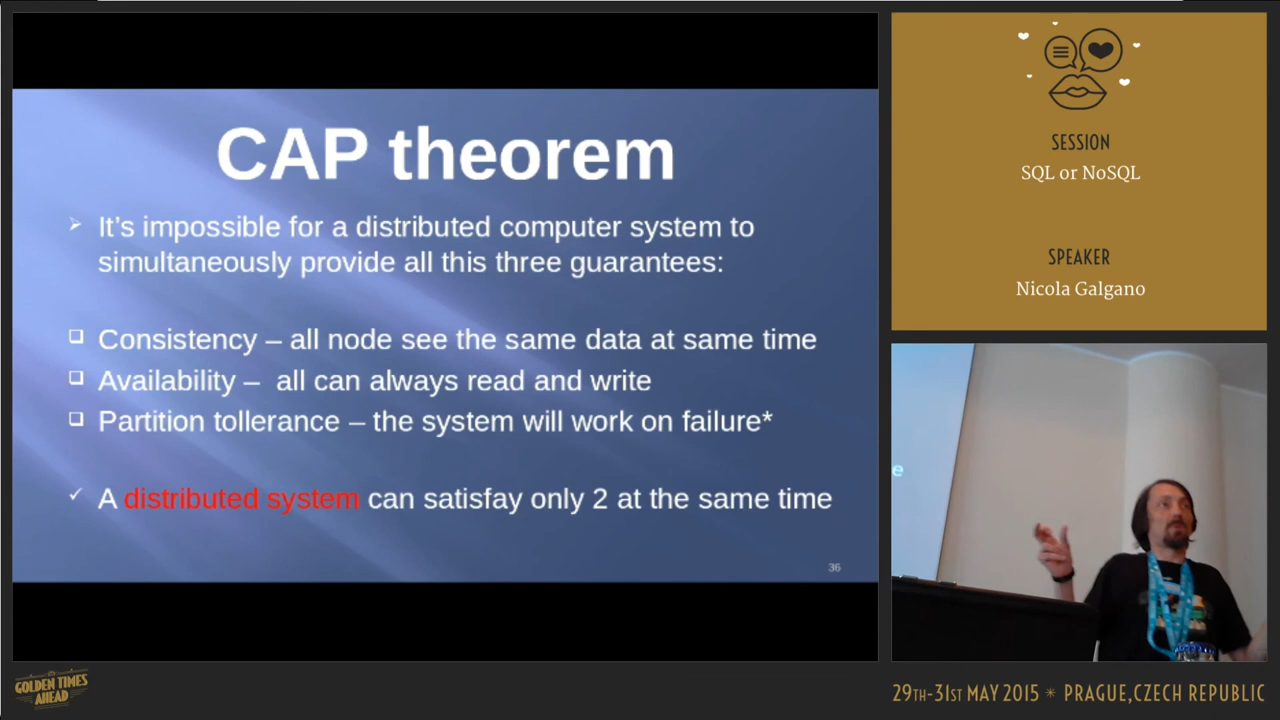 CAP theorem
It's impossible for a distributed computer system to
simultaneously provide all this three guarantees:
Consistency – all node see the same data at same time
Availability – all can always read and write
Partition tollerance – the system will work on failure*
A distributed system can satisfay only 2 at the same time
36
SESSION
SQL or NoSQL
SPEAKER
Nicola Galgano
e
GOLDEN TIMES
AHEAD
29TH-31ST MAY 2015 * PRAGUE,CZECH REPUBLIC